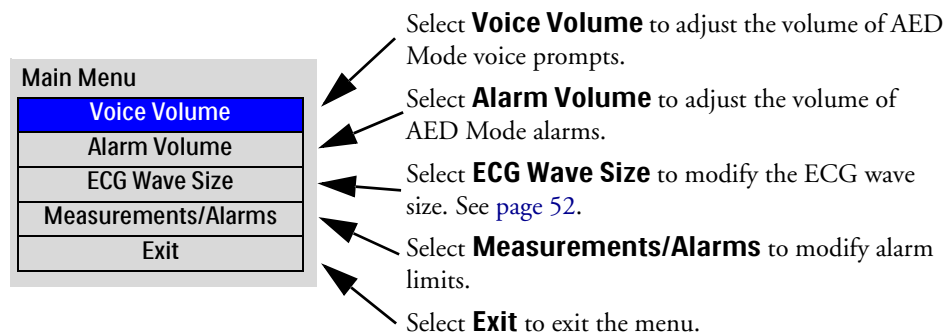 Main Menu
Voice Volume
Alarm Volume
ECG Wave Size
Measurements/Alarms
Exit
Select Voice Volume to adjust the volume of AED
Mode voice prompts.
Select Alarm Volume to adjust the volume of
AED Mode alarms.
Select ECG Wave Size to modify the ECG wave
size. See page 52.
Select Measurements/Alarms to modify alarm
limits.
Select Exit to exit the menu.